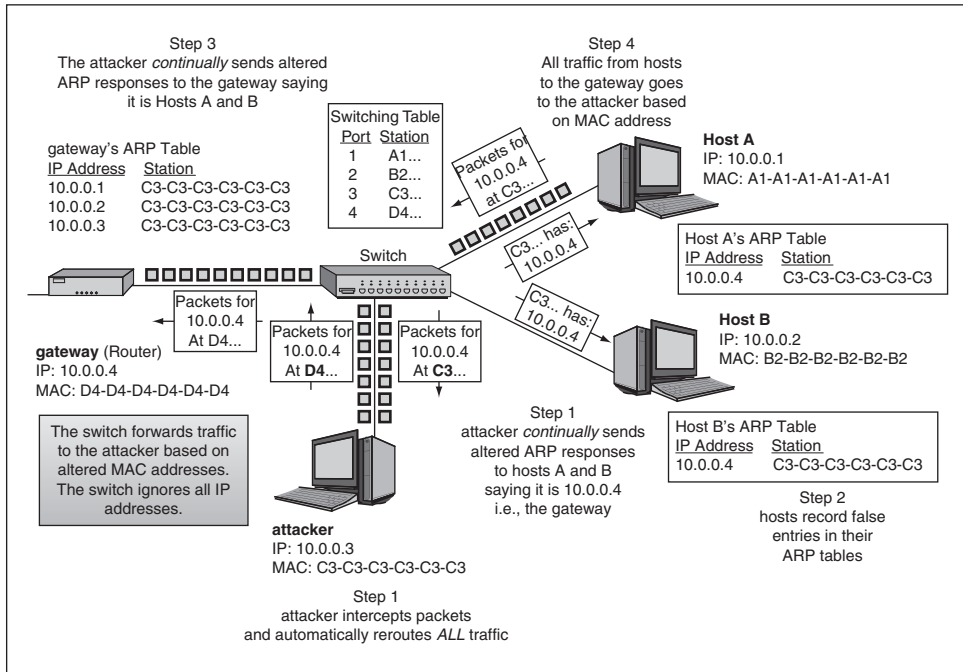 Step 3
The attacker continually sends altered
ARP responses to the gateway saying
it is Hosts A and B
gateway's ARP Table
IP Address Station
10.0.0.1 C3-C3-C3-C3-C3-C3
10.0.0.2 C3-C3-C3-C3-C3-C3
10.0.0.3 C3-C3-C3-C3-C3-C3
Switching Table
Port Station
1 A1...
2 B2...
3 C3...
4 D4...
Step 4
All traffic from hosts
to the gateway goes
to the attacker based
on MAC address
Packets for
10.0.0.4
at C3...
Host A
IP: 10.0.0.1
MAC: A1-A1-A1-A1-A1-A1
C3... has:
10.0.0.4
Host A's ARP Table
IP Address Station
10.0.0.4 C3-C3-C3-C3-C3-C3
Switch
C3... has:
10.0.0.4
Host B
IP: 10.0.0.2
MAC: B2-B2-B2-B2-B2-B2
Packets for
10.0.0.4
At D4...
Packets for
10.0.0.4
At D4...
Packets for
10.0.0.4
At C3...
gateway (Router)
IP: 10.0.0.4
MAC: D4-D4-D4-D4-D4-D4
The switch forwards traffic
to the attacker based on
altered MAC addresses.
The switch ignores all IP
addresses.
Step 1
attacker continually sends
altered ARP responses
to hosts A and B
saying it is 10.0.0.4
i.e., the gateway
Host B's ARP Table
IP Address Station
10.0.0.4 C3-C3-C3-C3-C3-C3
Step 2
hosts record false
entries in their
ARP tables
attacker
IP: 10.0.0.3
MAC: C3-C3-C3-C3-C3-C3
Step 1
attacker intercepts packets
and automatically reroutes ALL traffic